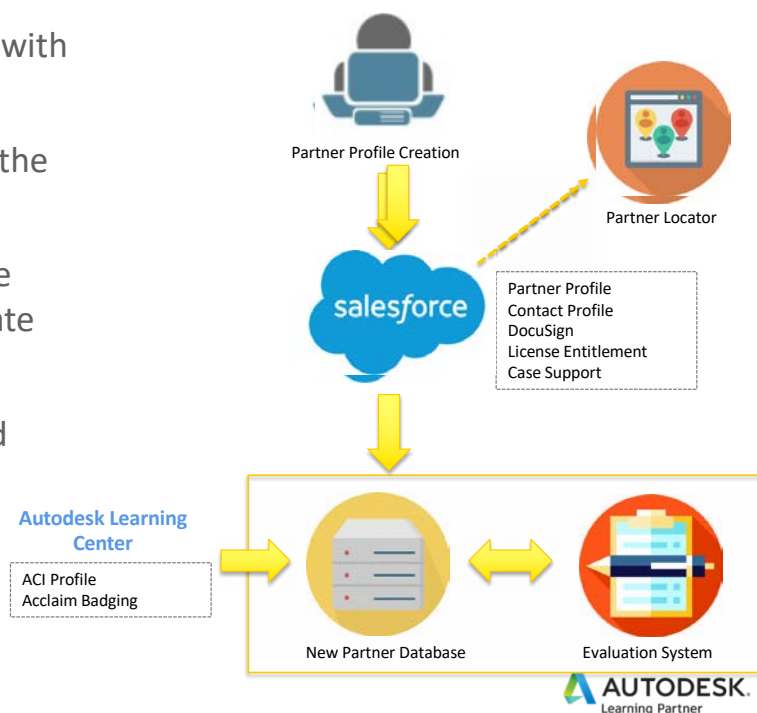 with
the
e
ate
d
Partner Profile Creation
Partner Locator
salesforce
Partner Profile
Contact Profile
DocuSign
License Entitlement
Case Support
Autodesk Learning
Center
ACI Profile
Acclaim Badging
New Partner Database
Evaluation System
AUTODESK.
Learning Partner